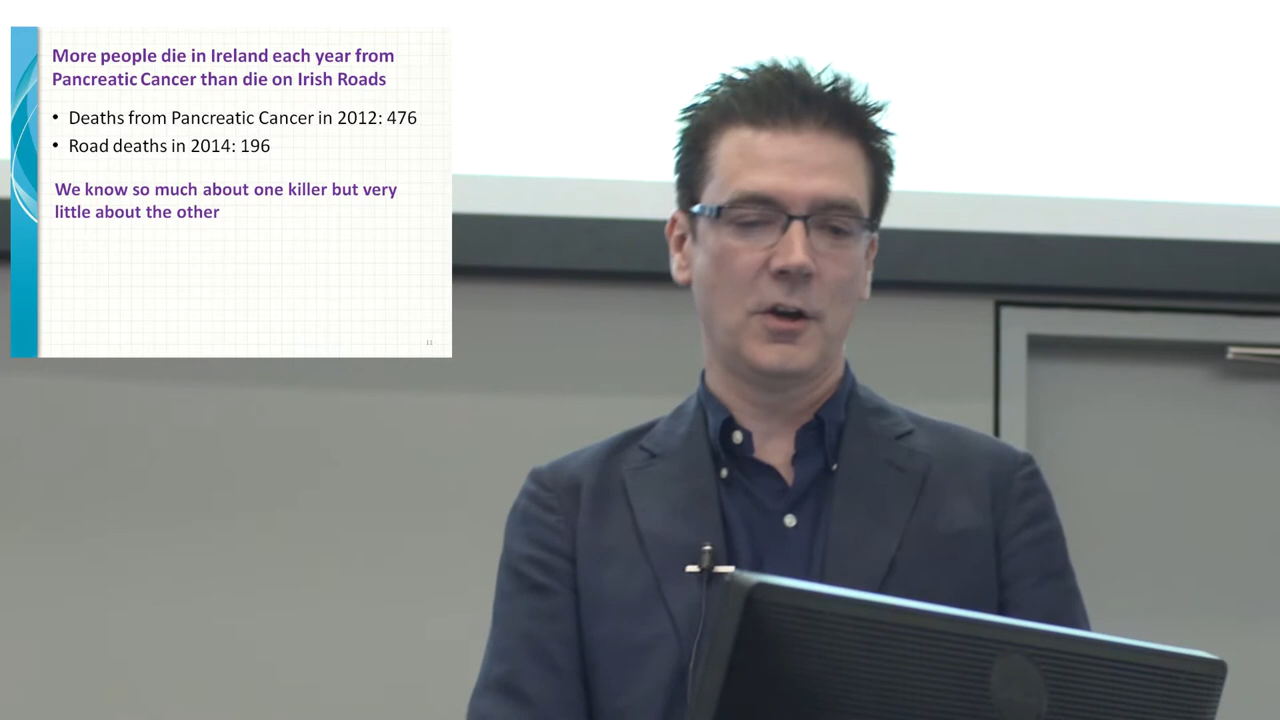 More people die in Ireland each year from
Pancreatic Cancer than die on Irish Roads
• Deaths from Pancreatic Cancer in 2012: 476
• Road deaths in 2014: 196
We know so much about one killer but very
little about the other
11